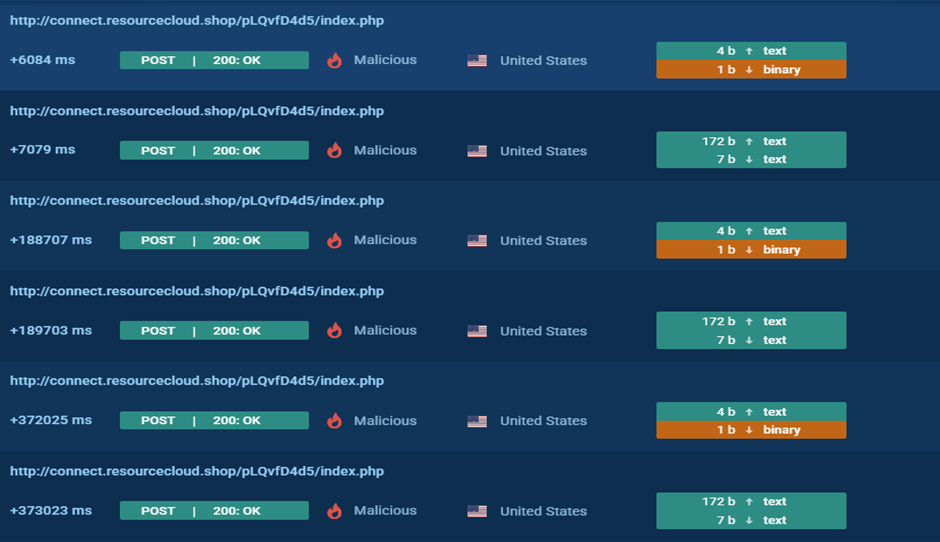 http://connect.resourcecloud.shop/pLQvfD4d5/index.php
+6084 ms POST | 200: OK Malicious United States 4 b ↑ text
1 b ↓ binary
http://connect.resourcecloud.shop/pLQvfD4d5/index.php
+7079 ms POST | 200: OK Malicious United States 172 b ↑ text
7 b ↓ text
http://connect.resourcecloud.shop/pLQvfD4d5/index.php
+188707 ms POST | 200: OK Malicious United States 4 b ↑ text
1 b ↓ binary
http://connect.resourcecloud.shop/pLQvfD4d5/index.php
+189703 ms POST | 200: OK Malicious United States 172 b ↑ text
7 b ↓ text
http://connect.resourcecloud.shop/pLQvfD4d5/index.php
+372025 ms POST | 200: OK Malicious United States 4 b ↑ text
1 b ↓ binary
http://connect.resourcecloud.shop/pLQvfD4d5/index.php
+373023 ms POST | 200: OK Malicious United States 172 b ↑ text
7 b ↓ text